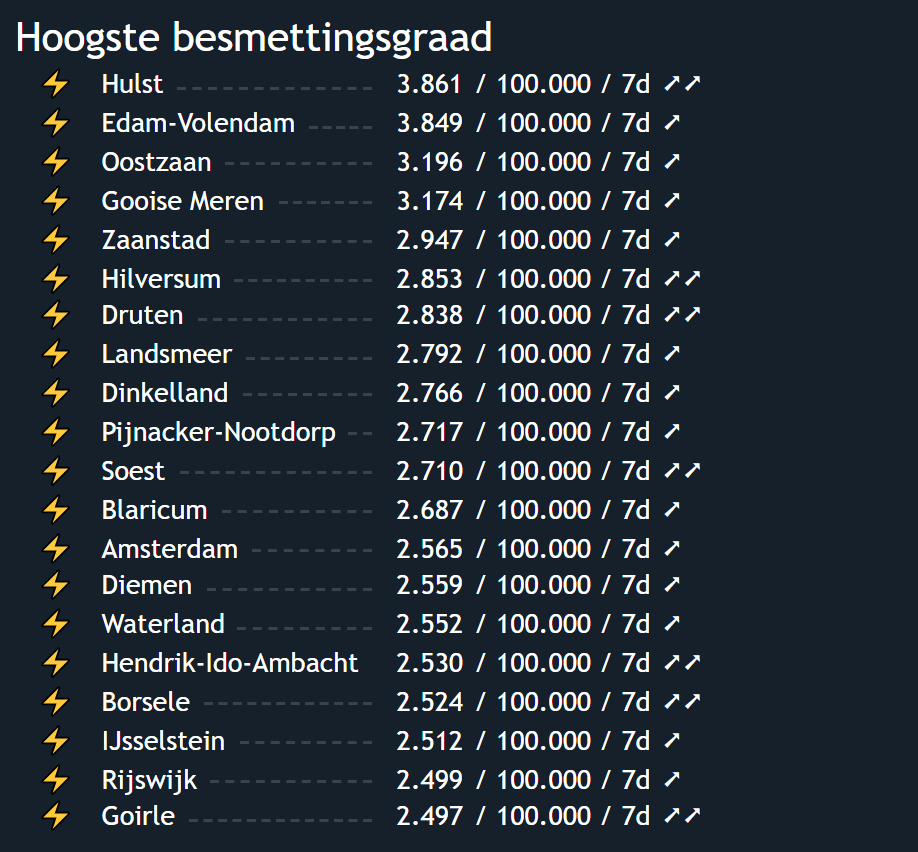 Hoogste besmettingsgraad
⚡ Hulst 3.861 / 100.000 / 7d ➚➚
⚡ Edam-Volendam 3.849 / 100.000 / 7d ➚
⚡ Oostzaan 3.196 / 100.000 / 7d ➚
⚡ Gooise Meren 3.174 / 100.000 / 7d ➚
⚡ Zaanstad 2.947 / 100.000 / 7d ➚
⚡ Hilversum 2.853 / 100.000 / 7d ➚➚
⚡ Druten 2.838 / 100.000 / 7d ➚➚
⚡ Landsmeer 2.792 / 100.000 / 7d ➚
⚡ Dinkelland 2.766 / 100.000 / 7d ➚
⚡ Pijnacker-Nootdorp 2.717 / 100.000 / 7d ➚
⚡ Soest 2.710 / 100.000 / 7d ➚➚
⚡ Blaricum 2.687 / 100.000 / 7d ➚
⚡ Amsterdam 2.565 / 100.000 / 7d ➚
⚡ Diemen 2.559 / 100.000 / 7d ➚
⚡ Waterland 2.552 / 100.000 / 7d ➚
⚡ Hendrik-Ido-Ambacht 2.530 / 100.000 / 7d ➚➚
⚡ Borsele 2.524 / 100.000 / 7d ➚➚
⚡ IJsselstein 2.512 / 100.000 / 7d ➚
⚡ Rijswijk 2.499 / 100.000 / 7d ➚
⚡ Goirle 2.497 / 100.000 / 7d ➚➚